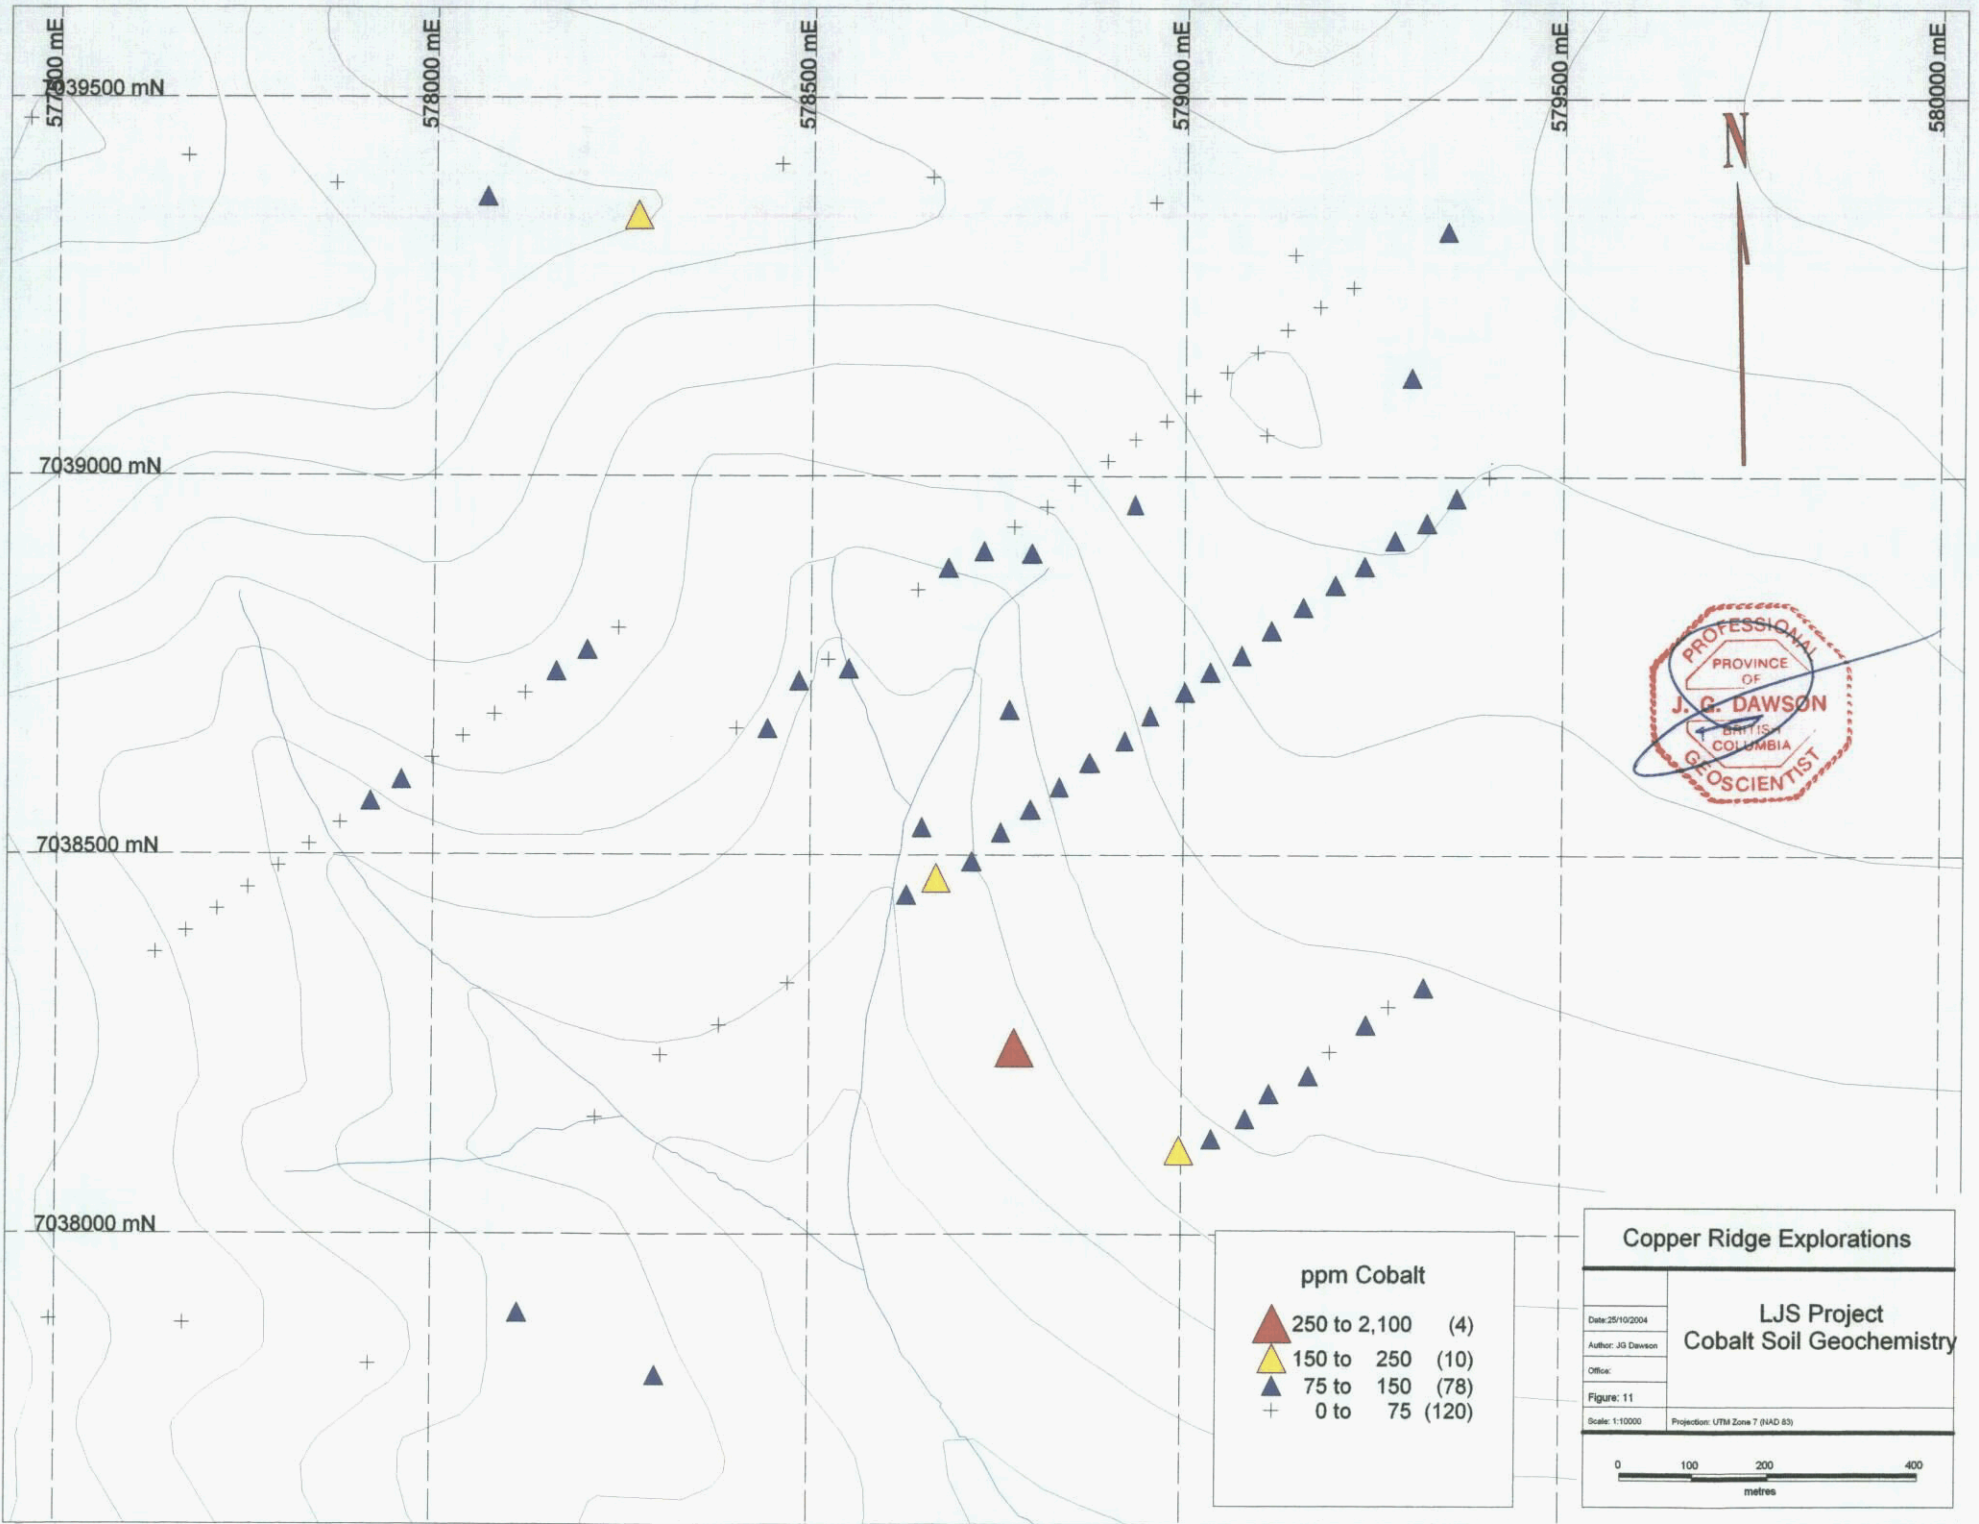 577500 mE
578000 mE
578500 mE
579000 mE
579500 mE
580000 mE
7039500 mN
N
7039000 mN
PROFESSIONAL
PROVINCE
OF
J. G. DAWSON
BRITISH
COLUMBIA
GEOSCIENTIST
7038500 mN
7038000 mN
ppm Cobalt
250 to 2,100 (4)
150 to 250 (10)
75 to 150 (78)
0 to 75 (120)
Copper Ridge Explorations
LJS Project
Cobalt Soil Geochemistry
Date:25/10/2004
Author: JG Dawson
Office:
Figure: 11
Scale: 1:10000
Projection: UTM Zone 7 (NAD 83)
0 100 200 400
metres